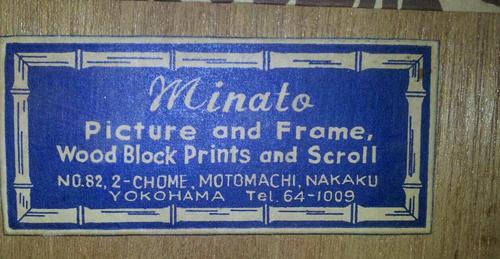 Minato
Picture and Frame,
Wood Block Prints and Scroll
NO.82, 2-CHOME, MOTOMACHI, NAKAKU
YOKOHAMA Tel. 64-1009